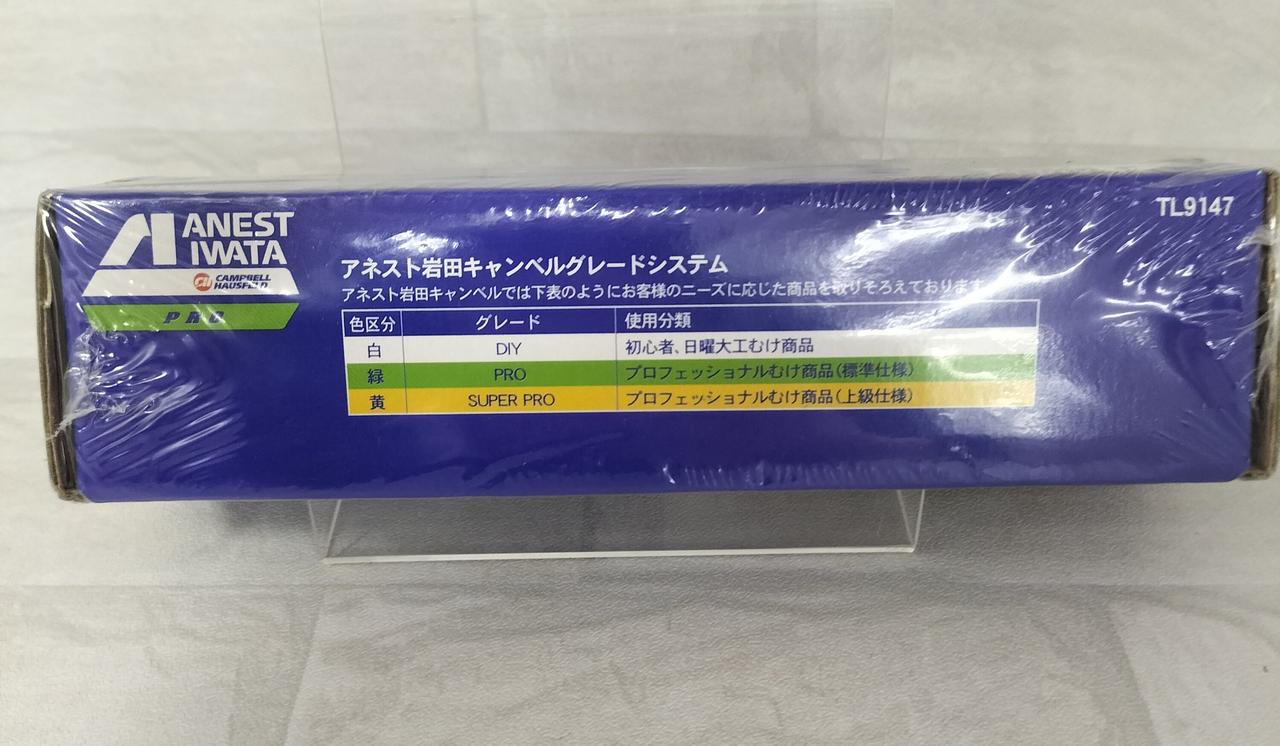 ANEST
IWATA
CAMPBELL
HAUSFELD
PRO
TL9147
アネスト岩田キャンベルグレードシステム
アネスト岩田キャンベルでは下表のようにお客様のニーズに応じた商品を取りそろえております。
色区分 グレード 使用分類
白 DIY 初心者、日曜大工むけ商品
緑 PRO プロフェッショナルむけ商品(標準仕様)
黄 SUPER PRO プロフェッショナルむけ商品(上級仕様)